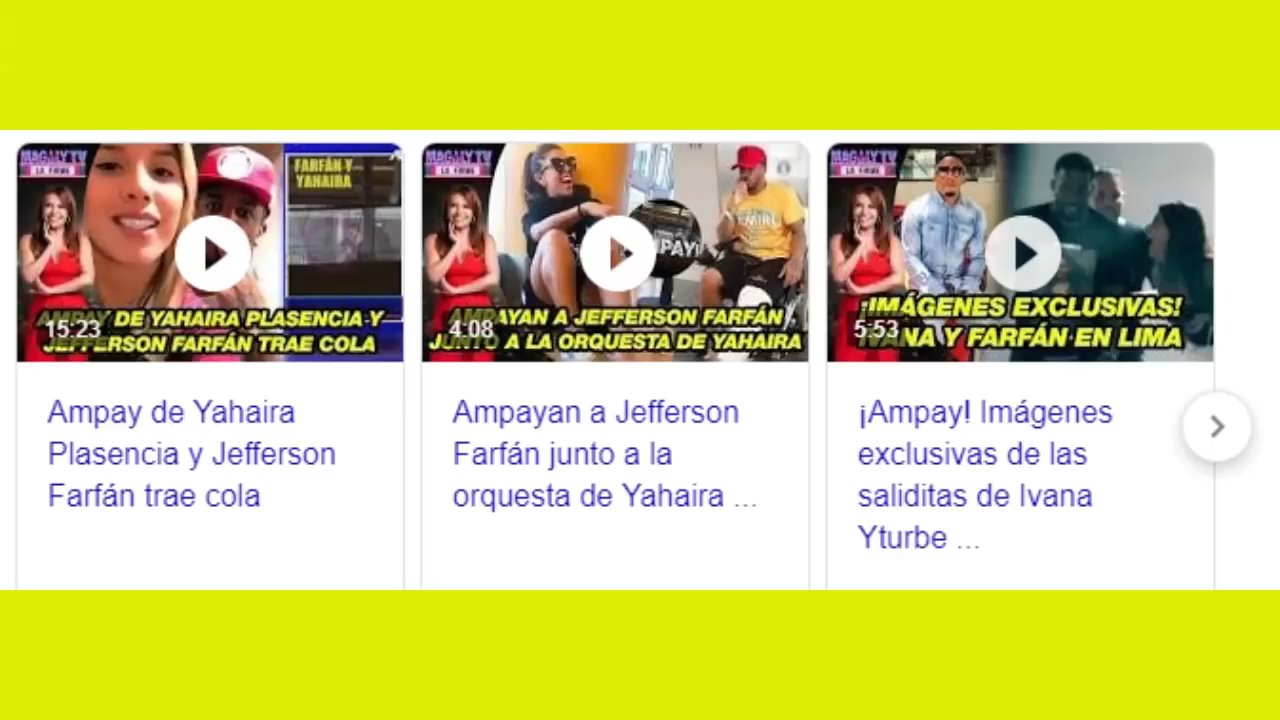 MAGALY TV
LA FIRME
FARFÁN Y
YAHAIRA
AMPAY DE YAHAIRA PLASENCIA Y
JEFFERSON FARFÁN TRAE COLA
15:23
Ampay de Yahaira
Plasencia y Jefferson
Farfán trae cola
MAGALY TV
LA FIRME
AMPAYAN A JEFFERSON FARFÁN
JUNTO A LA ORQUESTA DE YAHAIRA
4:08
Ampayan a Jefferson
Farfán junto a la
orquesta de Yahaira ...
MAGALY TV
LA FIRME
¡IMÁGENES EXCLUSIVAS!
IVANA Y FARFÁN EN LIMA
5:53
¡Ampay! Imágenes
exclusivas de las
saliditas de Ivana
Yturbe ...